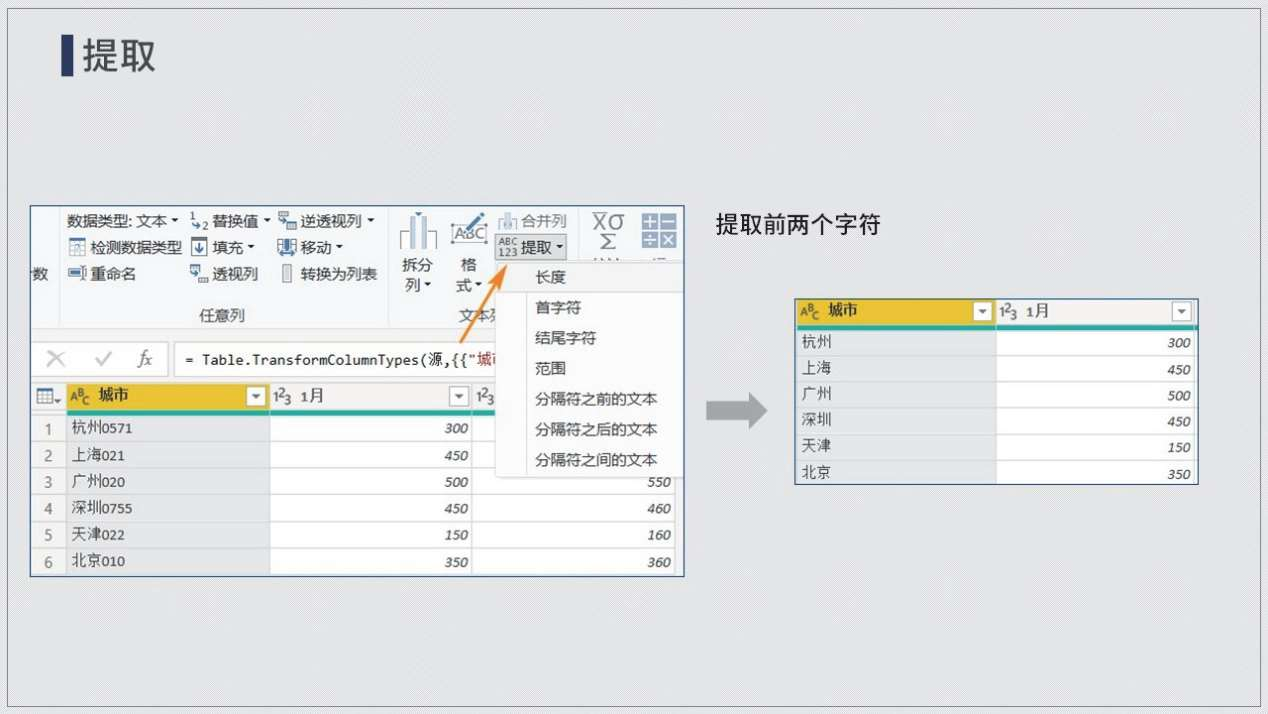 提取
数据类型: 文本 替换值 逆透视列
检测数据类型 填充 移动
数 重命名 透视列 转换为列表
任意列
拆分
列
格
式
合并列
ABC
123 提取
文本
长度
首字符
结尾字符
范围
分隔符之前的文本
分隔符之后的文本
分隔符之间的文本
fx = Table.TransformColumnTypes(源,{{"城
ABC 城市 123 1月 123
1 杭州0571 300
2 上海021 450
3 广州020 500 550
4 深圳0755 450 460
5 天津022 150 160
6 北京010 350 360
提取前两个字符
ABC 城市 123 1月
杭州 300
上海 450
广州 500
深圳 450
天津 150
北京 350